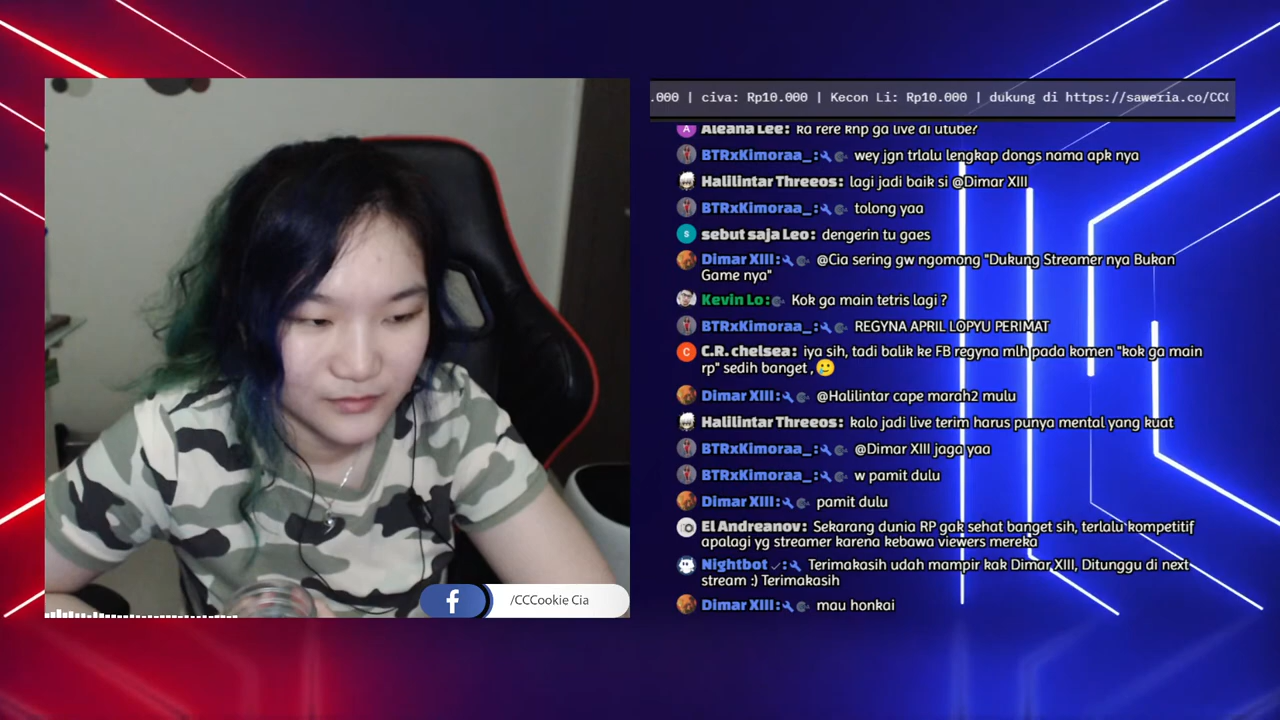 .000 | civa: Rp10.000 | Kecon Li: Rp10.000 | dukung di https://saweria.co/CCC
A Aleana Lee: ka rere knp ga live di utube?
BTRxKimoraa_: wey jgn trlalu lengkap dongs nama apk nya
Halilintar Threeos: lagi jadi baik si @Dimar XIII
BTRxKimoraa_: tolong yaa
S sebut saja Leo: dengerin tu gaes
Dimar XIII: @Cia sering gw ngomong "Dukung Streamer nya Bukan
Game nya"
Kevin Lo: Kok ga main tetris lagi ?
BTRxKimoraa_: REGYNA APRIL LOPYU PERIMAT
C C.R. chelsea: iya sih, tadi balik ke FB regyna mlh pada komen "kok ga main
rp" sedih banget , 🥲
Dimar XIII: @Halilintar cape marah2 mulu
Halilintar Threeos: kalo jadi live terim harus punya mental yang kuat
BTRxKimoraa_: @Dimar XIII jaga yaa
BTRxKimoraa_: w pamit dulu
Dimar XIII: pamit dulu
El Andreanov: Sekarang dunia RP gak sehat banget sih, terlalu kompetitif
apalagi yg streamer karena kebawa viewers mereka
Nightbot ✓: Terimakasih udah mampir kak Dimar XIII, Ditunggu di next
stream :) Terimakasih
Dimar XIII: mau honkai
f /CCCookie Cia